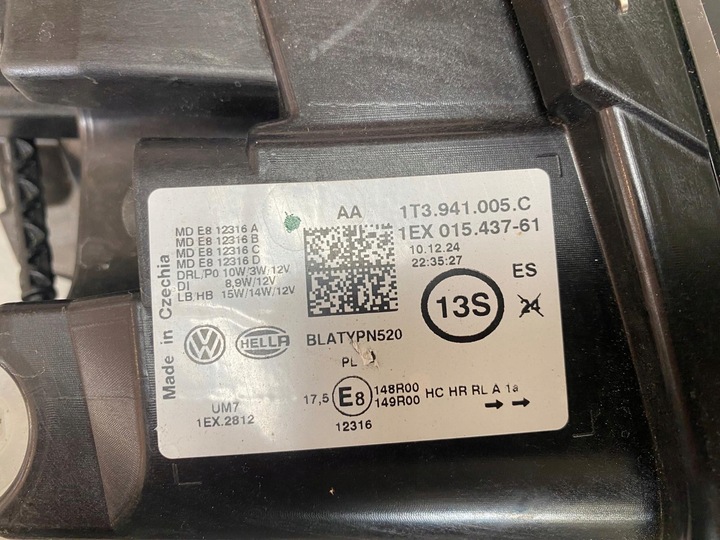 Made in Czechia
MD E8 12316 A
MD E8 12316 B
MD E8 12316 C
MD E8 12316 D
DRL/P0 10W/3W/12V
DI 8,9W/12V
LB/HB 15W/14W/12V
AA
1T3.941.005.C
1EX 015.437-61
10.12.24
22:35:27
ES
13S
24
VW
HELLA
BLATYPN520
PL
UM7
1EX.2812
17,5 E8 148R00 HC HR RL A 1a
149R00
12316